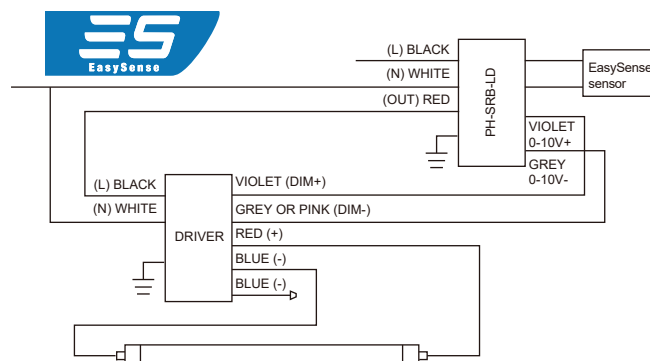 ES
EasySense
(L) BLACK
(N) WHITE
(OUT) RED
PH-SRB-LD
EasySense
sensor
VIOLET
0-10V+
GREY
0-10V-
(L) BLACK
(N) WHITE
DRIVER
VIOLET (DIM+)
GREY OR PINK (DIM-)
RED (+)
BLUE (-)
BLUE (-)